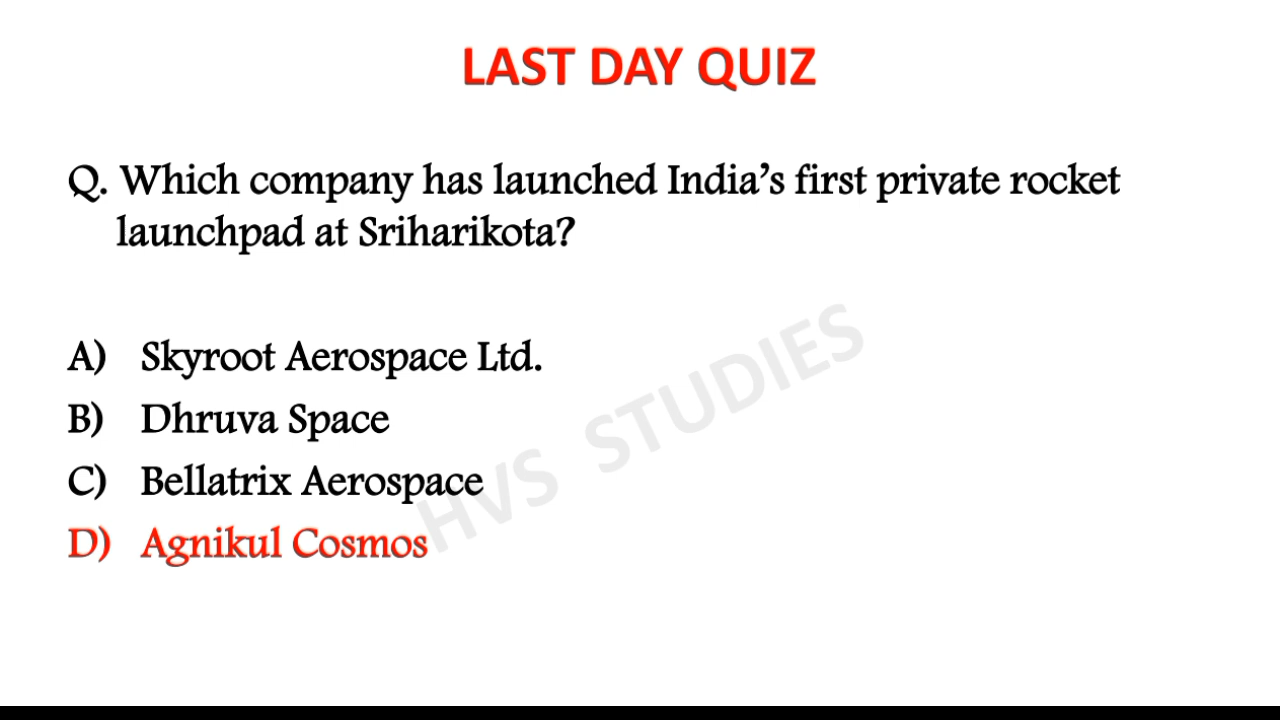 LAST DAY QUIZ
Q. Which company has launched India’s first private rocket
launchpad at Sriharikota?
A) Skyroot Aerospace Ltd.
B) Dhruva Space
C) Bellatrix Aerospace
D) Agnikul Cosmos
HVS STUDIES